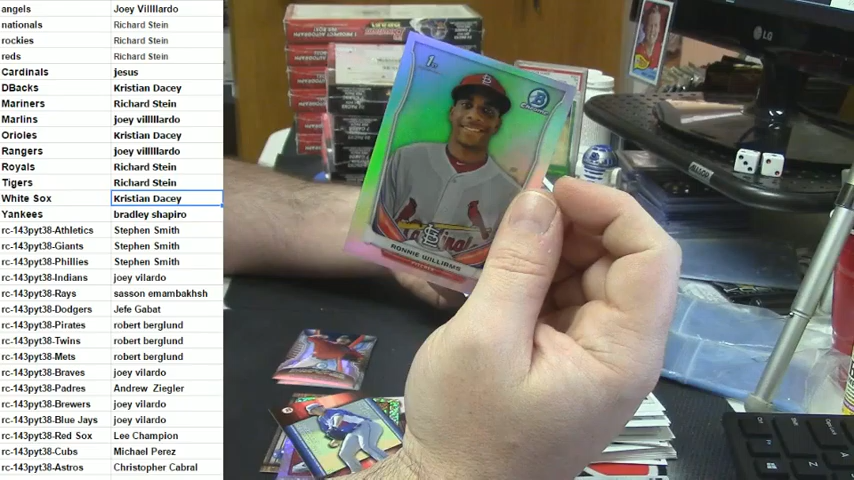 angels Joey Villllardo
nationals Richard Stein
rockies Richard Stein
reds Richard Stein
Cardinals jesus
DBacks Kristian Dacey
Mariners Richard Stein
Marlins joey villlllardo
Orioles Kristian Dacey
Rangers joey villlllardo
Royals Richard Stein
Tigers Richard Stein
White Sox Kristian Dacey
Yankees bradley shapiro
rc-143pyt38-Athletics Stephen Smith
rc-143pyt38-Giants Stephen Smith
rc-143pyt38-Phillies Stephen Smith
rc-143pyt38-Indians joey vilardo
rc-143pyt38-Rays sasson emambakhsh
rc-143pyt38-Dodgers Jefe Gabat
rc-143pyt38-Pirates robert berglund
rc-143pyt38-Twins robert berglund
rc-143pyt38-Mets robert berglund
rc-143pyt38-Braves joey vilardo
rc-143pyt38-Padres Andrew Ziegler
rc-143pyt38-Brewers joey vilardo
rc-143pyt38-Blue Jays joey vilardo
rc-143pyt38-Red Sox Lee Champion
rc-143pyt38-Cubs Michael Perez
rc-143pyt38-Astros Christopher Cabral
1st
B
Chrome
Cardinals
RONNIE WILLIAMS
PITCHER
LG